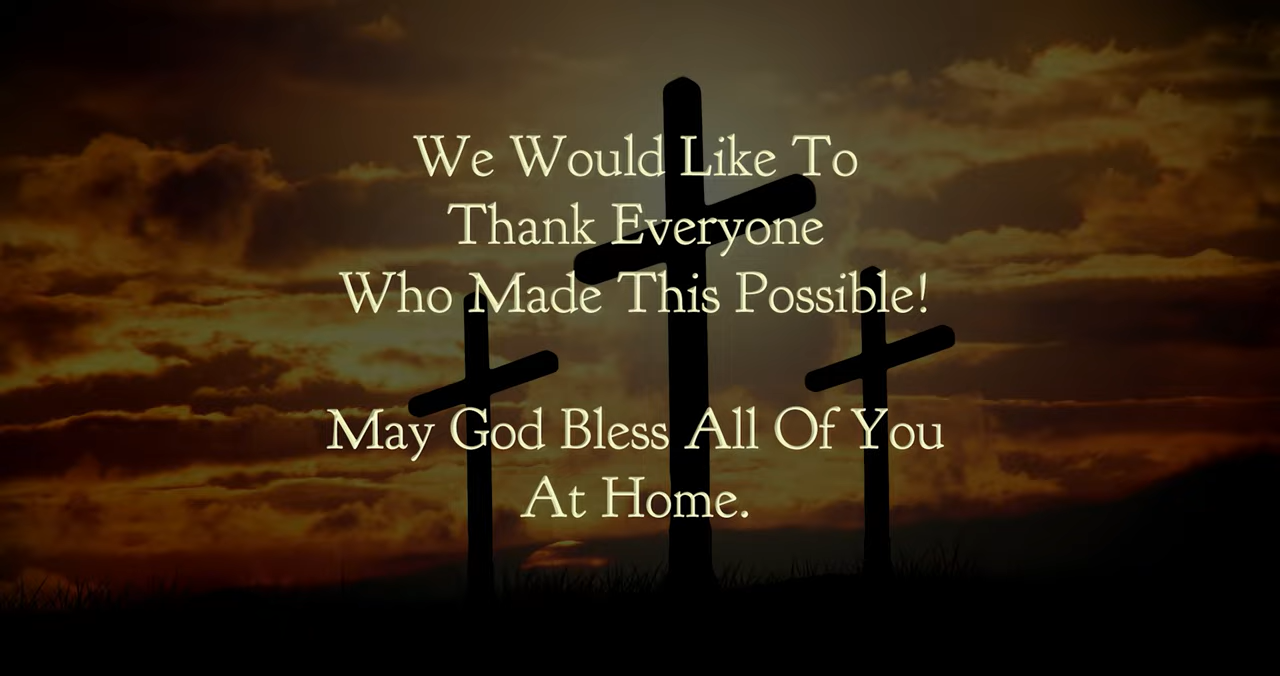 We Would Like To
Thank Everyone
Who Made This Possible!
May God Bless All Of You
At Home.